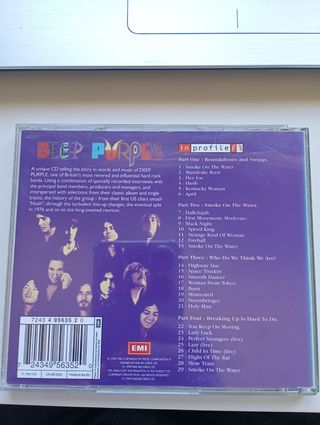 DEEP PURPLE
A unique CD telling the story in words and music of DEEP
PURPLE, one of Britain's most revered and influential hard rock
bands. Using a combination of specially recorded interviews with
the principal band members, producers and managers, and
interspersed with selections from their classic album and single
tracks, the history of the group - from their first US chart smash
"Hush", through the turbulent line-up changes, the eventual split
in 1976 and on to the long-awaited reunion.
7243 4 95635 2 0
24349 56352 0
EMI
in profile
Part One : Roundabouts and Swings.
1 : Smoke On The Water
2 : Mandrake Root
3 : Hey Joe
4 : Hush
5 : Kentucky Woman
6 : April
Part Two : Smoke On The Water.
7 : Hallelujah
8 : First Movement, Moderato
9 : Black Night
10 : Speed King
11 : Strange Kind Of Woman
12 : Fireball
13 : Smoke On The Water
Part Three : Who Do We Think We Are?
14 : Highway Star
15 : Space Truckin'
16 : Smooth Dancer
17 : Woman From Tokyo
18 : Burn
19 : Mistreated
20 : Stormbringer
21 : Holy Man
Part Four : Breaking Up Is Hard To Do.
22 : You Keep On Moving
23 : Lady Luck
24 : Perfect Strangers (live)
25 : Lazy (live)
26 : Child In Time (live)
27 : Flight Of The Rat
28 : Slow Train
29 : Smoke On The Water